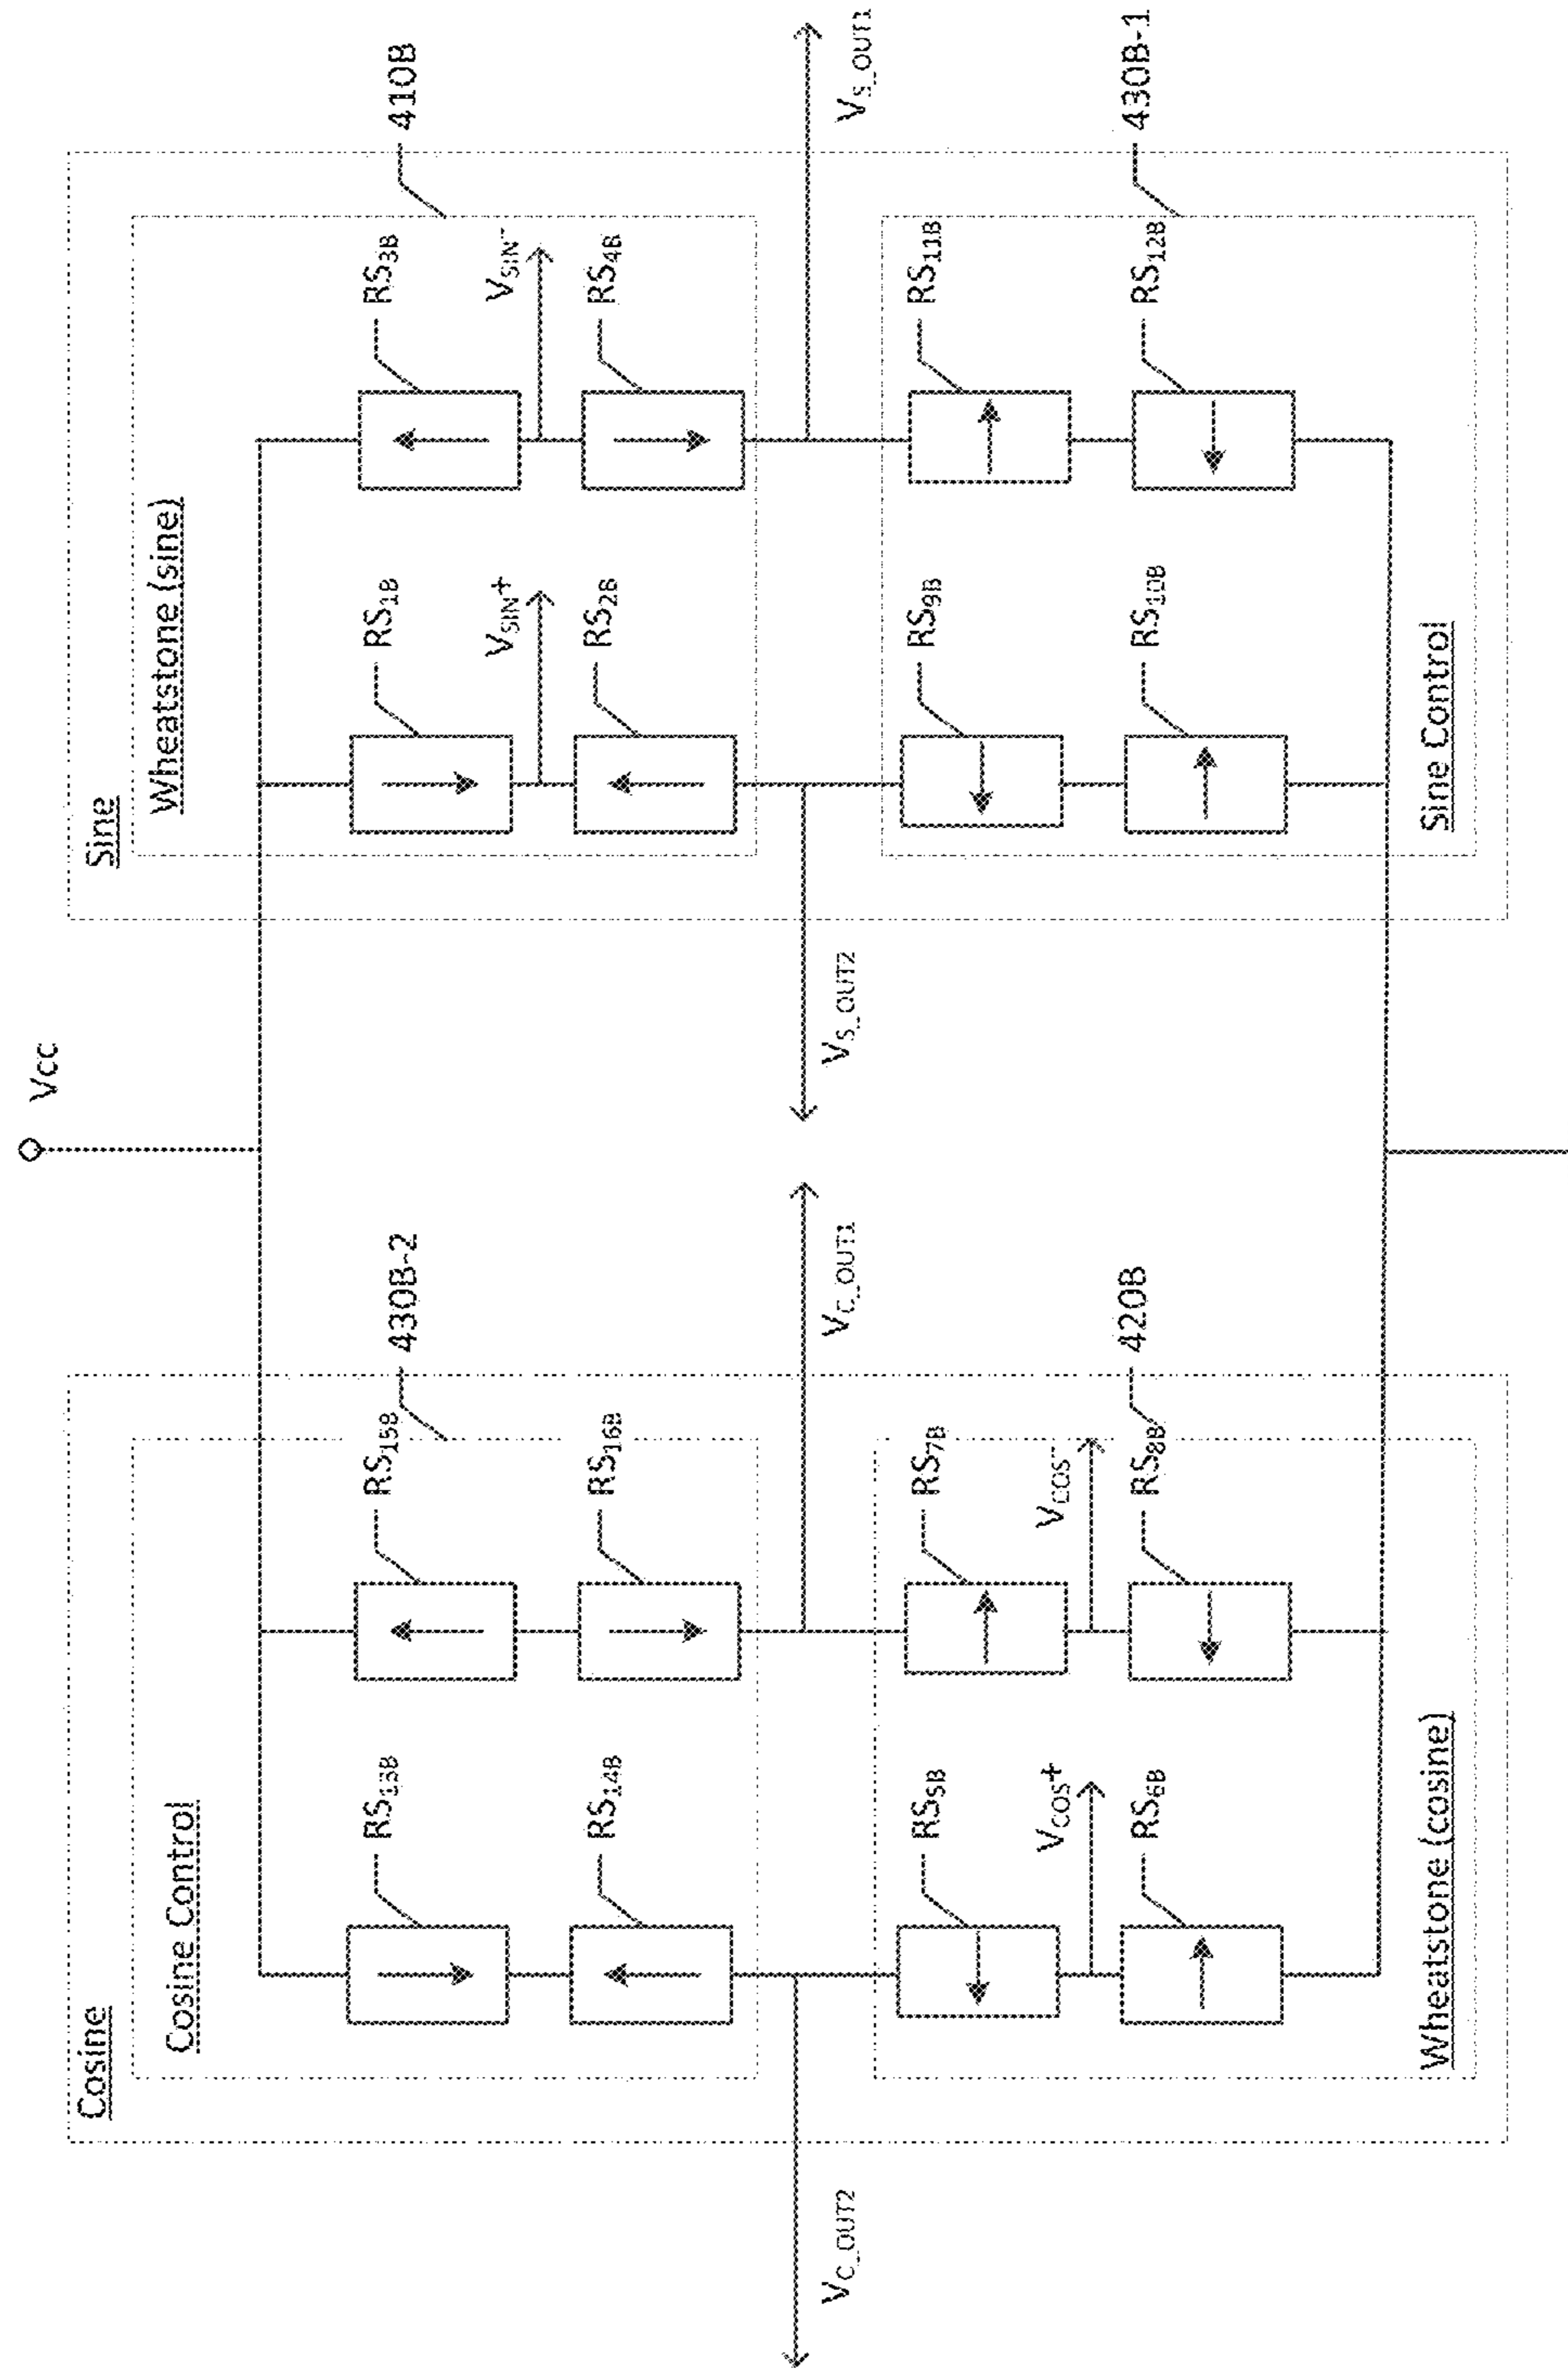 Vcc
Cosine
Cosine Control
430B-2
RS13B
RS15B
RS14B
RS16B
VC_OUT2
VC_OUT1
RS5B
RS7B
VCOS+
VCOS-
RS6B
RS8B
420B
Wheatstone (cosine)
Sine
Wheatstone (sine)
410B
RS1B
RS3B
VSIN+
VSIN-
RS2B
RS4B
VS_OUT2
VS_OUT1
RS9B
RS11B
RS10B
RS12B
430B-1
Sine Control